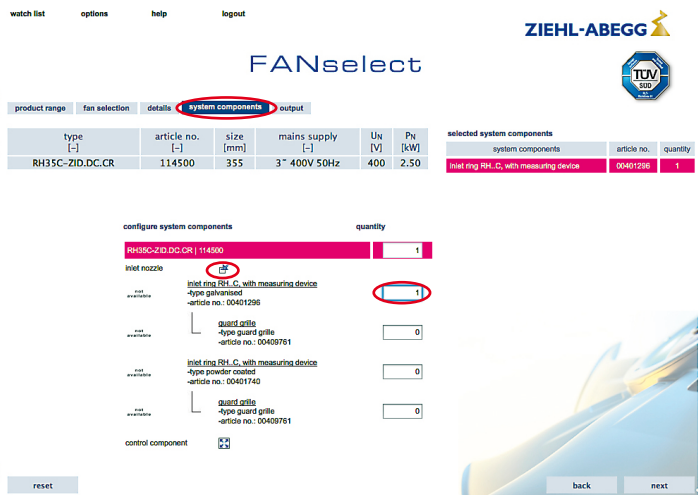 watch list options help logout
ZIEHL-ABEGG
FANselect
TÜV
SÜD
product range fan selection details system components output
type article no. size mains supply UN PN
[-] [-] [mm] [-] [V] [kW]
RH35C-ZID.DC.CR 114500 355 3~ 400V 50Hz 400 2.50
selected system components
system components article no. quantity
inlet ring RH..C, with measuring device 00401296 1
configure system components quantity
RH35C-ZID.DC.CR | 114500 1
inlet nozzle
not available
inlet ring RH..C, with measuring device
-type galvanised
-article no.: 00401296
1
not available
guard grille
-type guard grille
-article no.: 00409761
0
not available
inlet ring RH..C, with measuring device
-type powder coated
-article no.: 00401740
0
not available
guard grille
-type guard grille
-article no.: 00409761
0
control component
reset back next